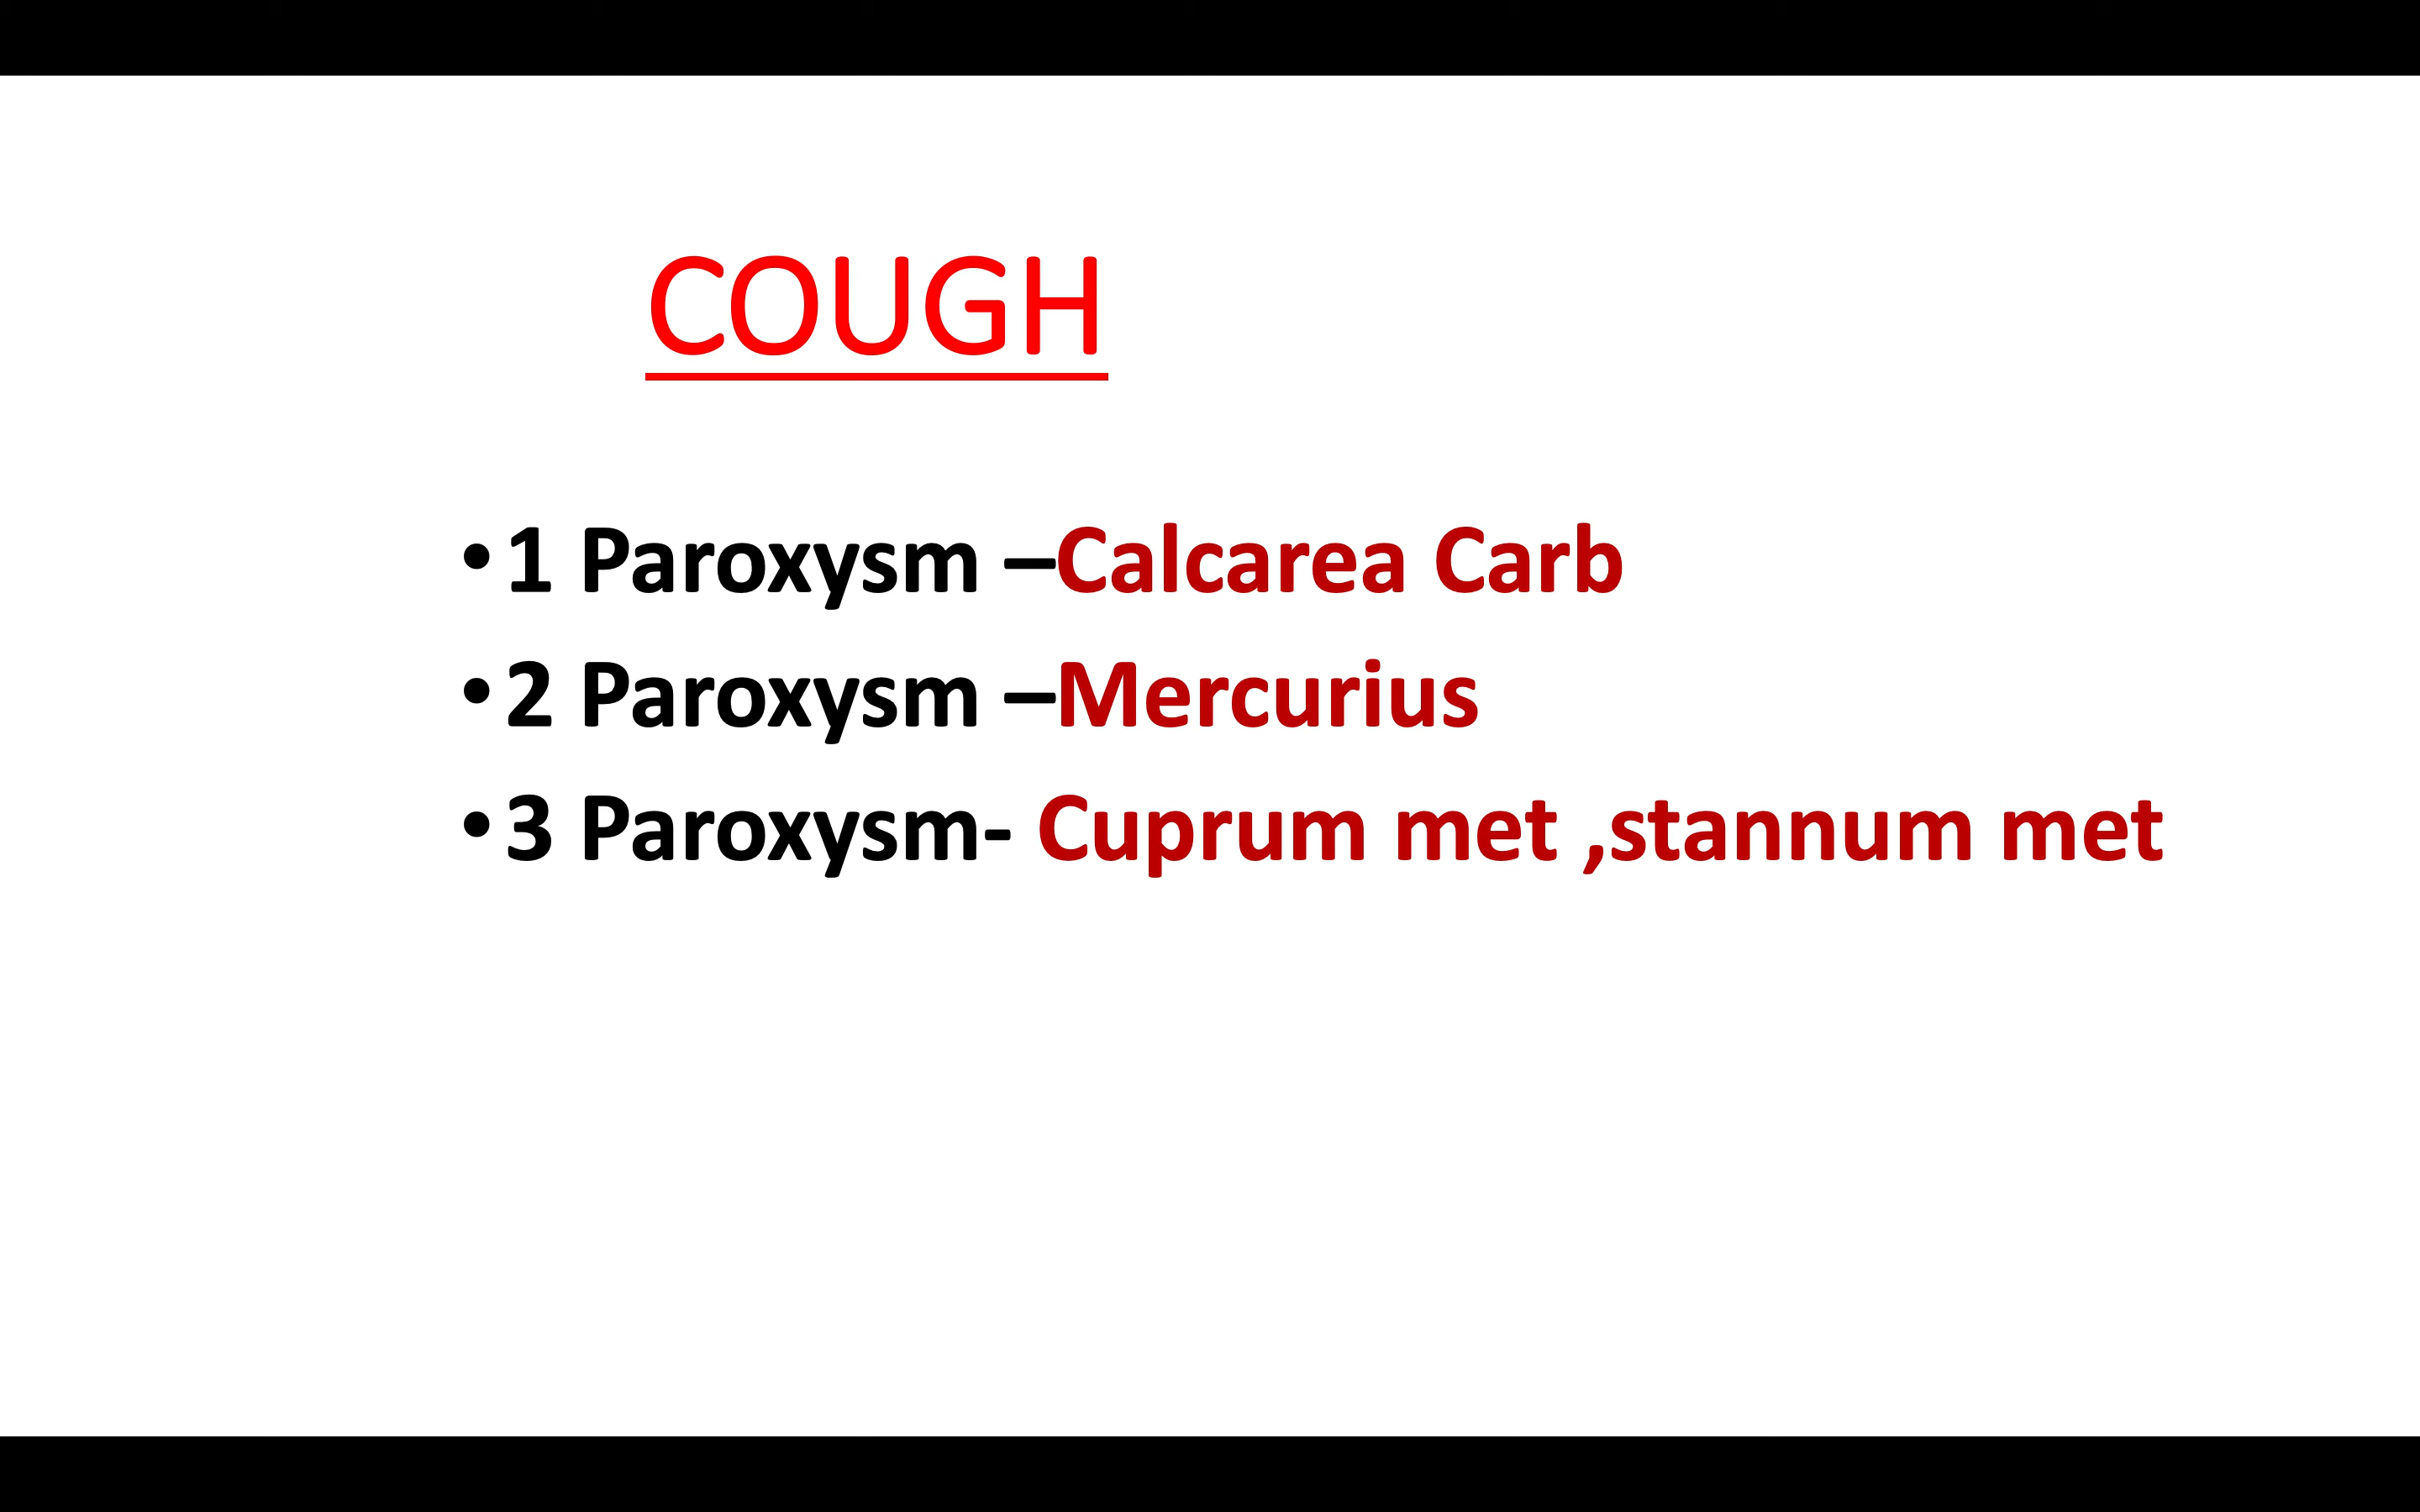 COUGH
•1 Paroxysm –Calcarea Carb
•2 Paroxysm –Mercurius
•3 Paroxysm- Cuprum met ,stannum met